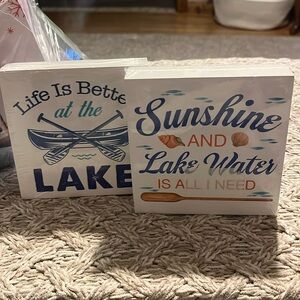 Life Is Bette
at the
LAKE
Sunshine
AND
Lake Water
IS ALL I NEED